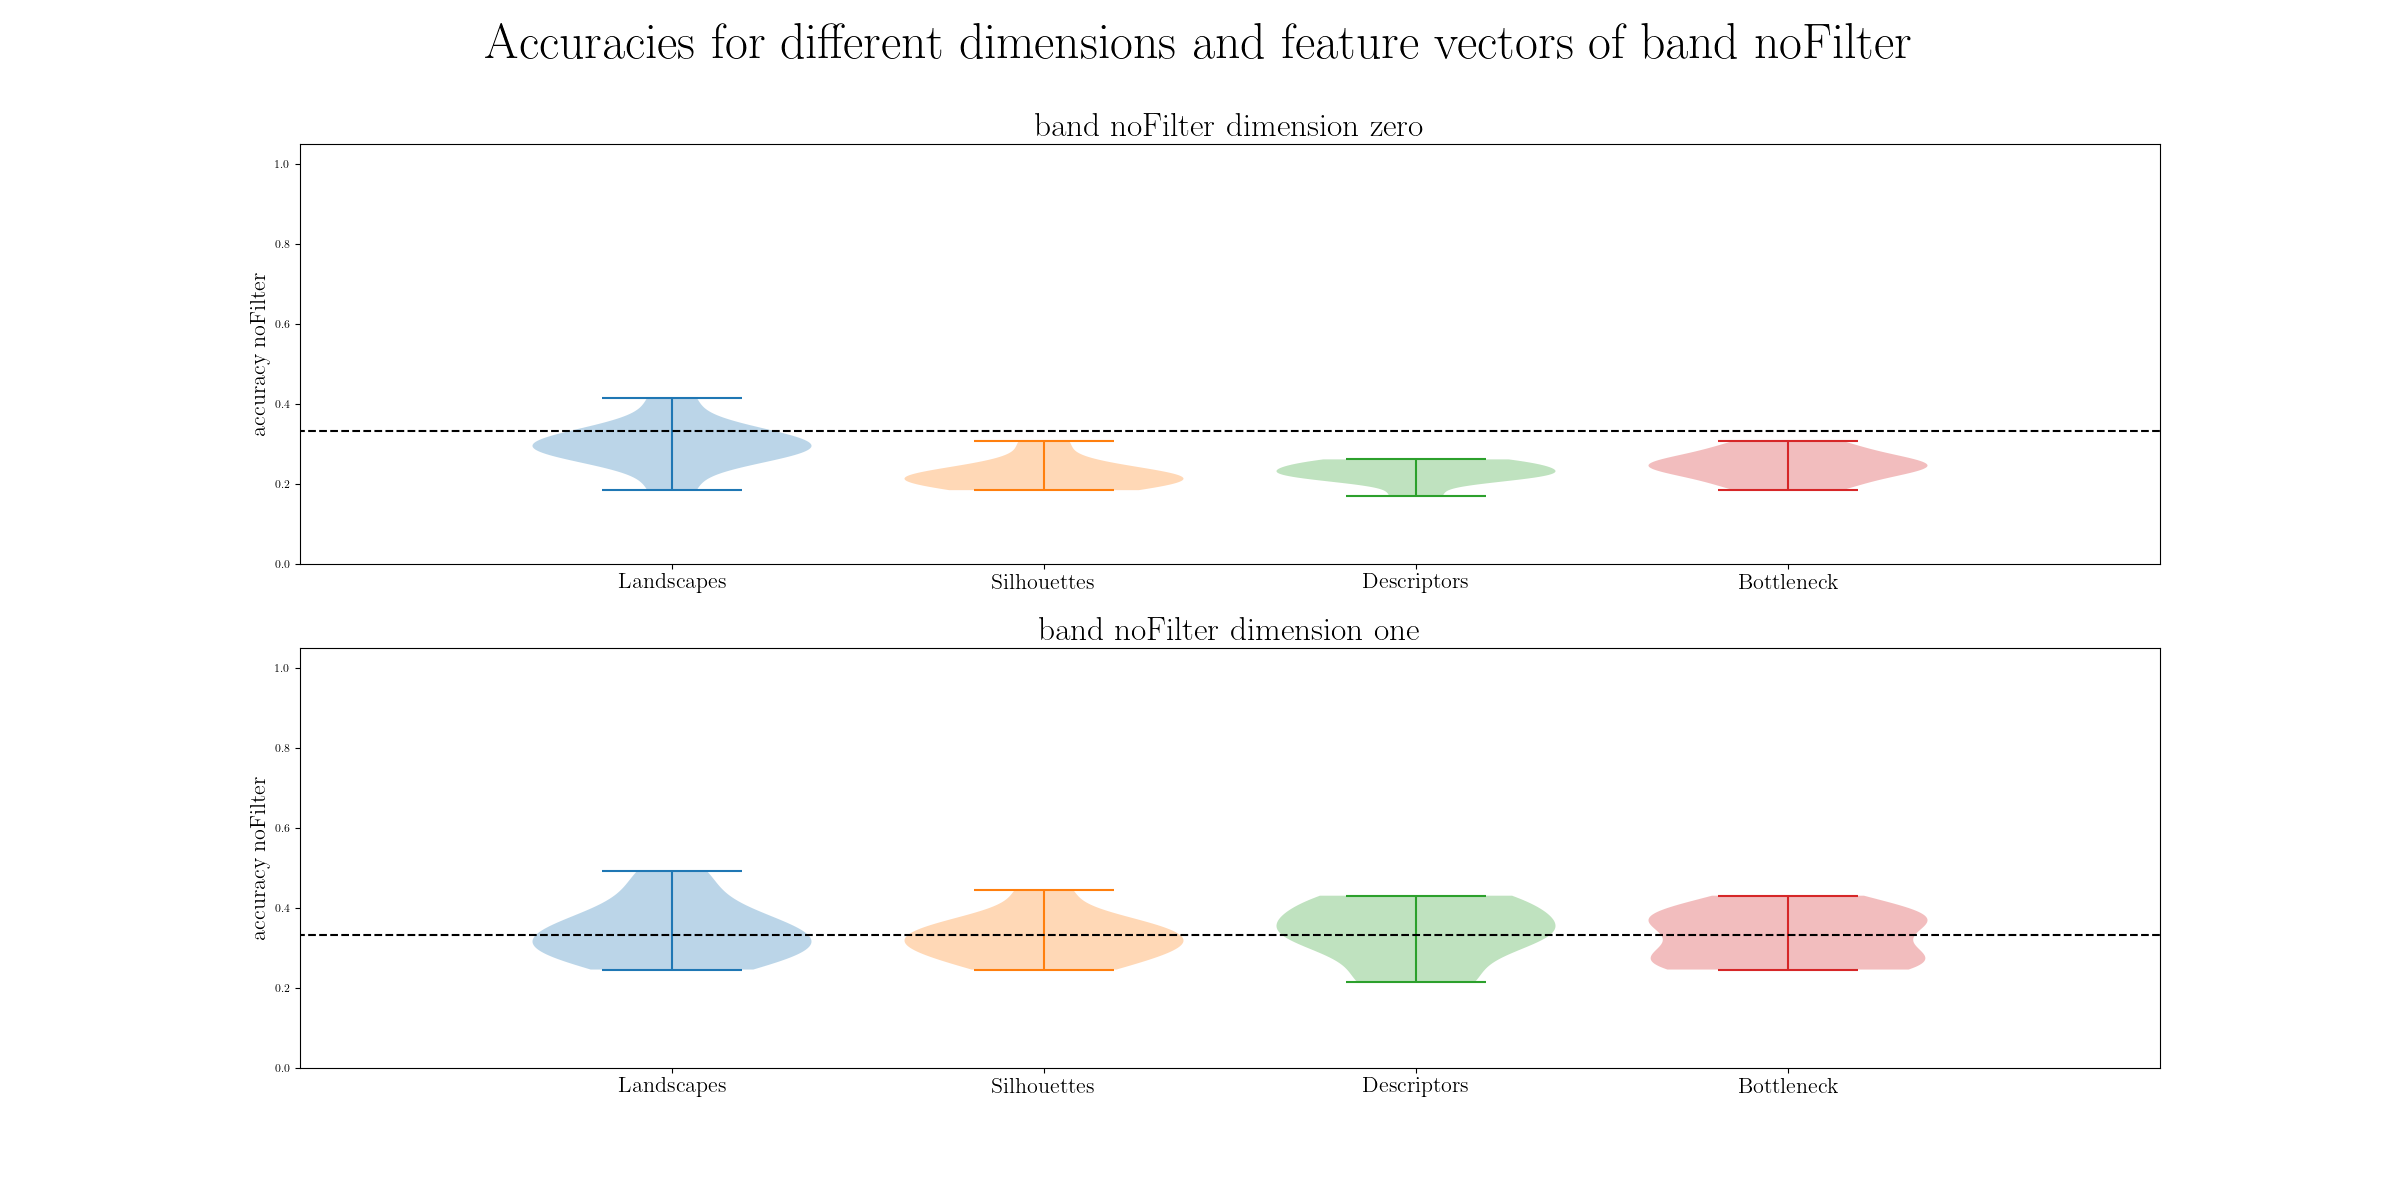 Accuracies for different dimensions and feature vectors of band noFilter
band noFilter dimension zero
accuracy noFilter
1.0
0.8
0.6
0.4
0.2
0.0
Landscapes
Silhouettes
Descriptors
Bottleneck
band noFilter dimension one
accuracy noFilter
1.0
0.8
0.6
0.4
0.2
0.0
Landscapes
Silhouettes
Descriptors
Bottleneck